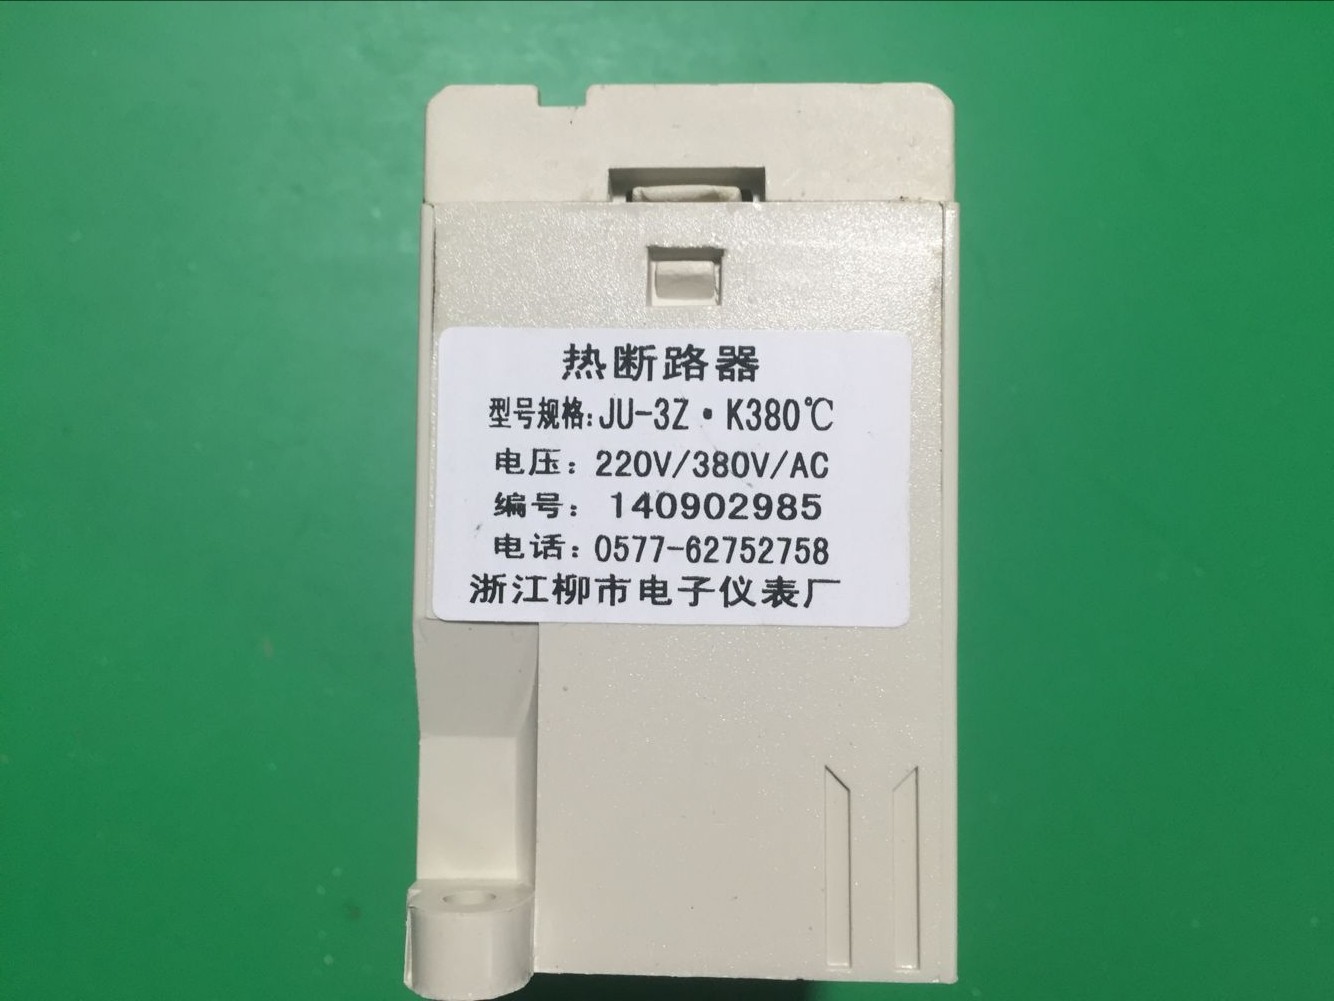 热断路器
型号规格:JU-3Z·K380℃
电压:220V/380V/AC
编号:140902985
电话:0577-62752758
浙江柳市电子仪表厂